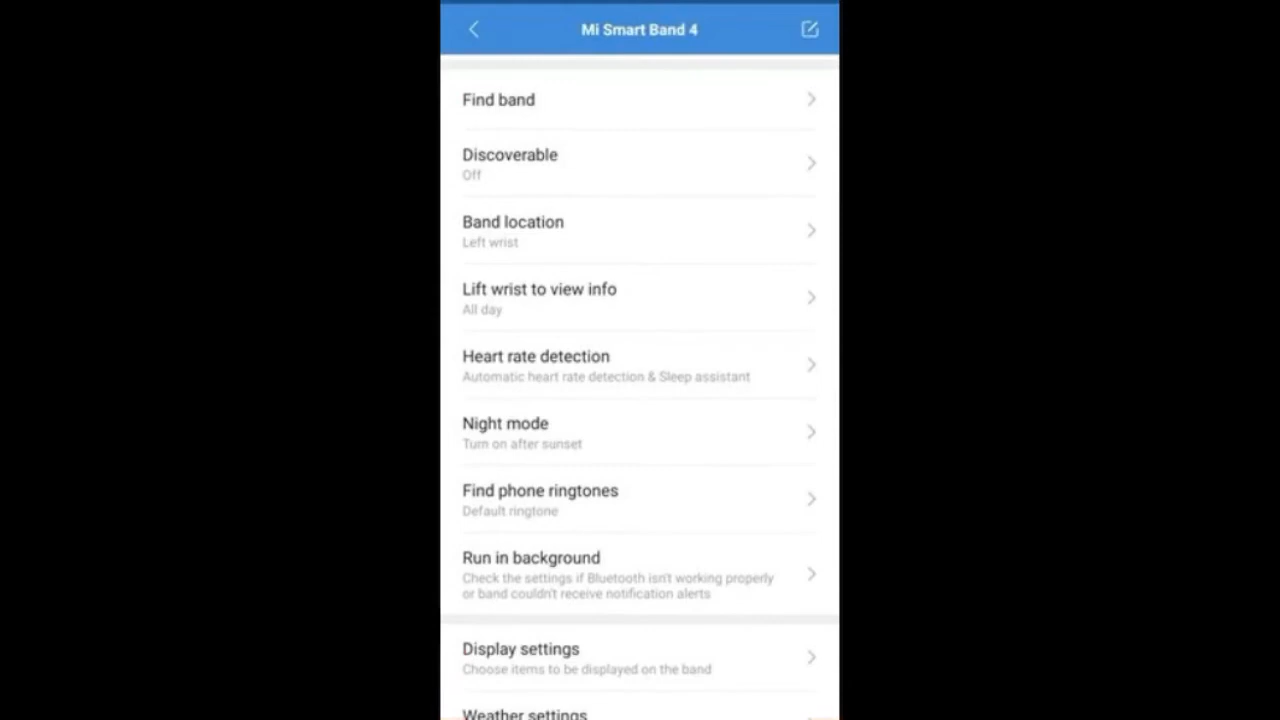 Mi Smart Band 4
Find band
Discoverable
Off
Band location
Left wrist
Lift wrist to view info
All day
Heart rate detection
Automatic heart rate detection & Sleep assistant
Night mode
Turn on after sunset
Find phone ringtones
Default ringtone
Run in background
Check the settings if Bluetooth isn't working properly
or band couldn't receive notification alerts
Display settings
Choose items to be displayed on the band
Weather settings